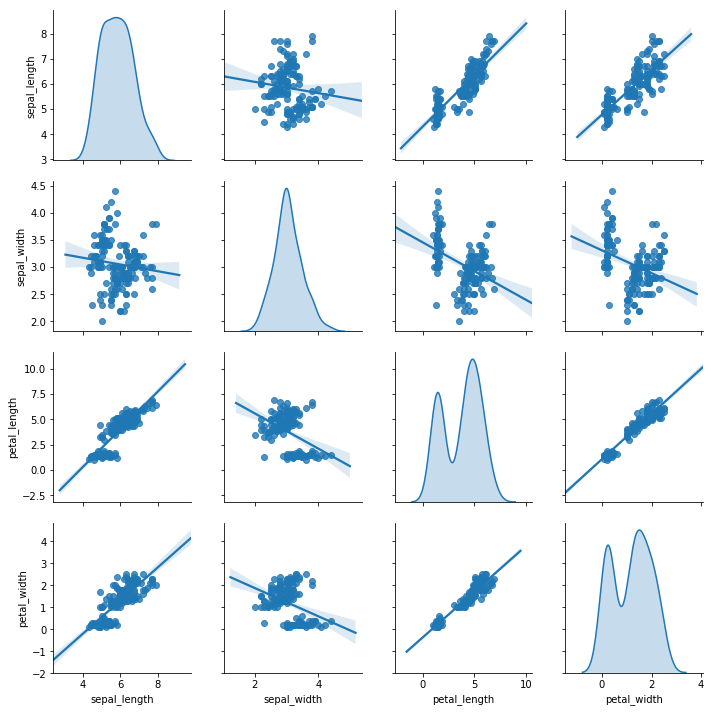 sepal_length
9
8
7
6
5
4
3
sepal_width
4.5
4.0
3.5
3.0
2.5
2.0
petal_length
10.0
7.5
5.0
2.5
0.0
−2.5
petal_width
4
3
2
1
0
−1
−2
4 6 8
sepal_length
2 4
sepal_width
0 5 10
petal_length
0 2 4
petal_width